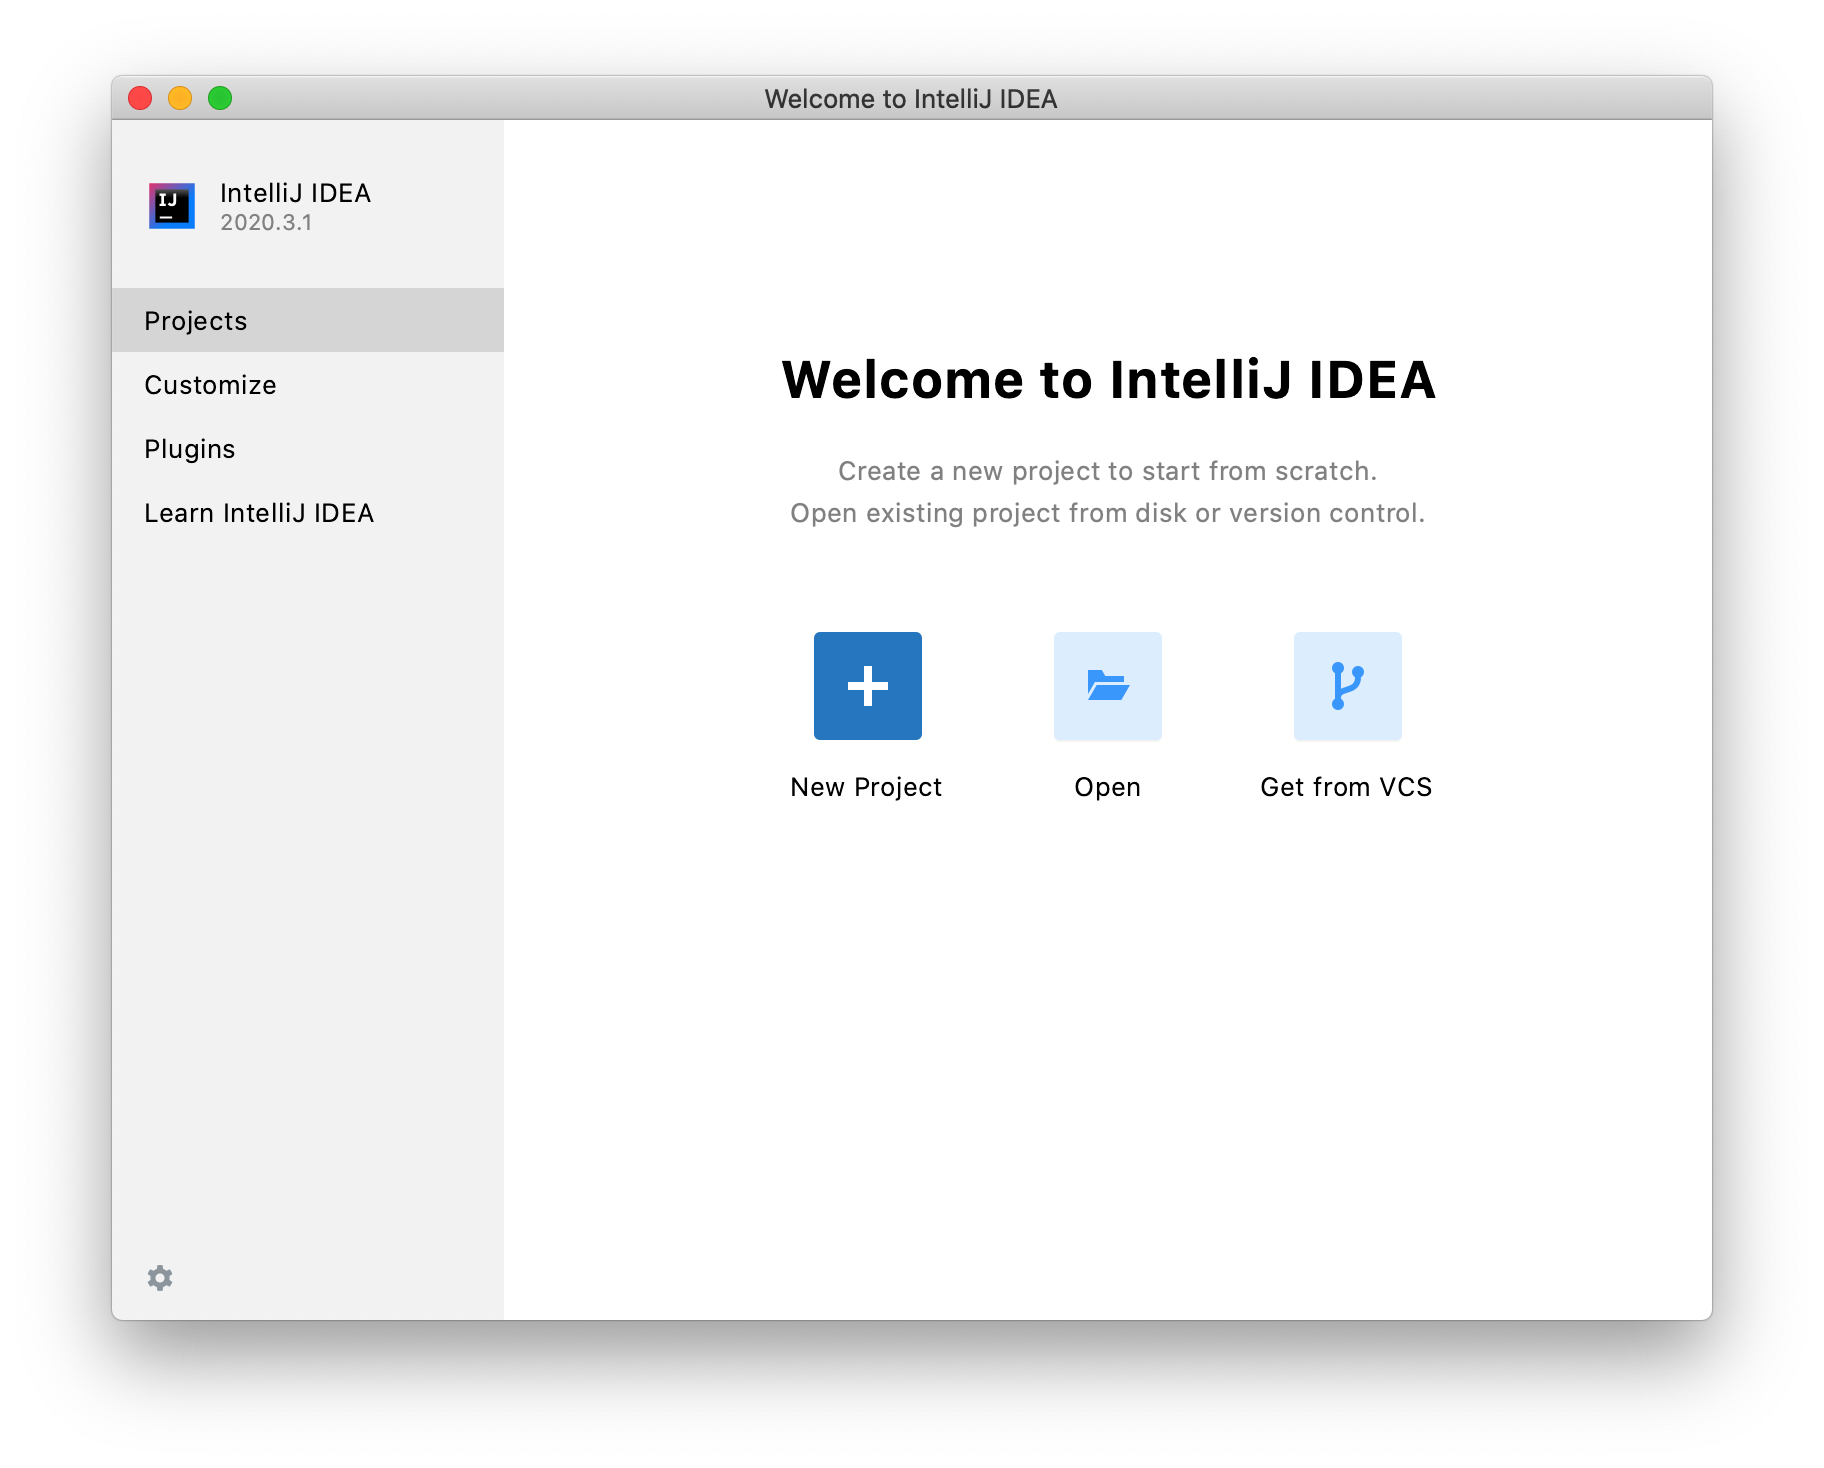 Welcome to IntelliJ IDEA
IJ
IntelliJ IDEA
2020.3.1
Projects
Customize
Plugins
Learn IntelliJ IDEA
Welcome to IntelliJ IDEA
Create a new project to start from scratch.
Open existing project from disk or version control.
New Project
Open
Get from VCS